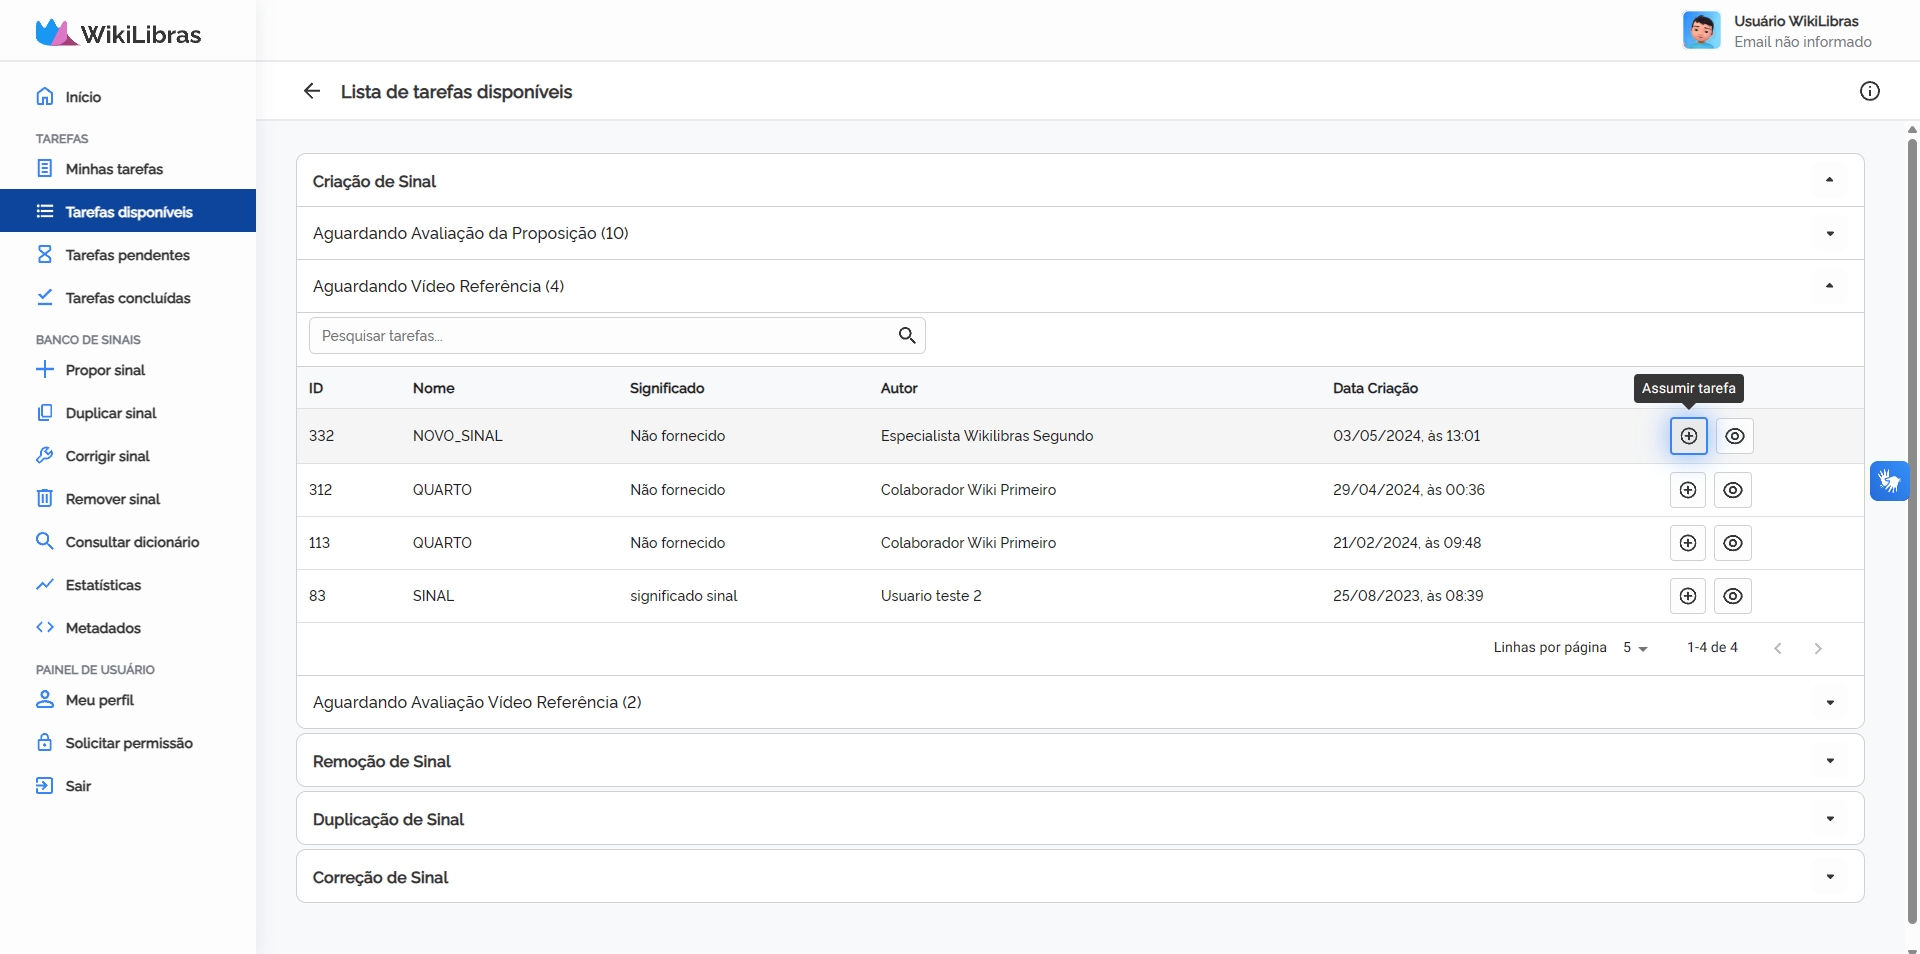 WikiLibras
Usuário WikiLibras
Email não informado
Início
TAREFAS
Minhas tarefas
Tarefas disponíveis
Tarefas pendentes
Tarefas concluídas
BANCO DE SINAIS
Propor sinal
Duplicar sinal
Corrigir sinal
Remover sinal
Consultar dicionário
Estatísticas
Metadados
PAINEL DE USUÁRIO
Meu perfil
Solicitar permissão
Sair
Lista de tarefas disponíveis
Criação de Sinal
Aguardando Avaliação da Proposição (10)
Aguardando Vídeo Referência (4)
Pesquisar tarefas...
Assumir tarefa
ID Nome Significado Autor Data Criação
332 NOVO_SINAL Não fornecido Especialista Wikilibras Segundo 03/05/2024, às 13:01
312 QUARTO Não fornecido Colaborador Wiki Primeiro 29/04/2024, às 00:36
113 QUARTO Não fornecido Colaborador Wiki Primeiro 21/02/2024, às 09:48
83 SINAL significado sinal Usuario teste 2 25/08/2023, às 08:39
Linhas por página 5 1-4 de 4
Aguardando Avaliação Vídeo Referência (2)
Remoção de Sinal
Duplicação de Sinal
Correção de Sinal